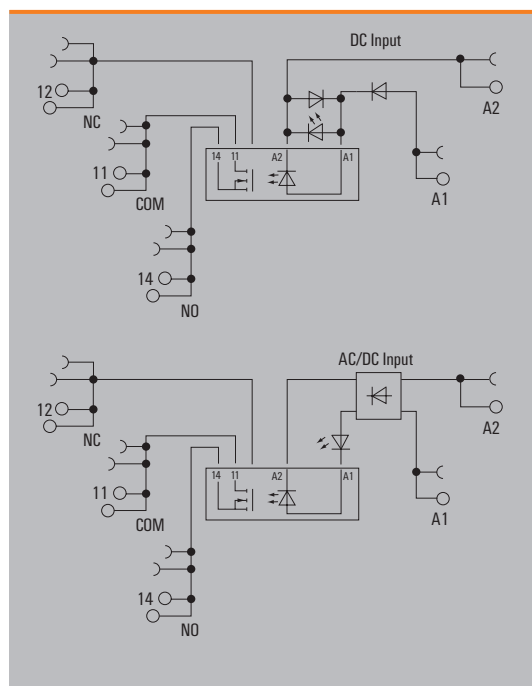 DC Input
12
NC
A2
11
COM
14 11 A2 A1
A1
14
NO
AC/DC Input
12
NC
A2
11
COM
14 11 A2 A1
A1
14
NO